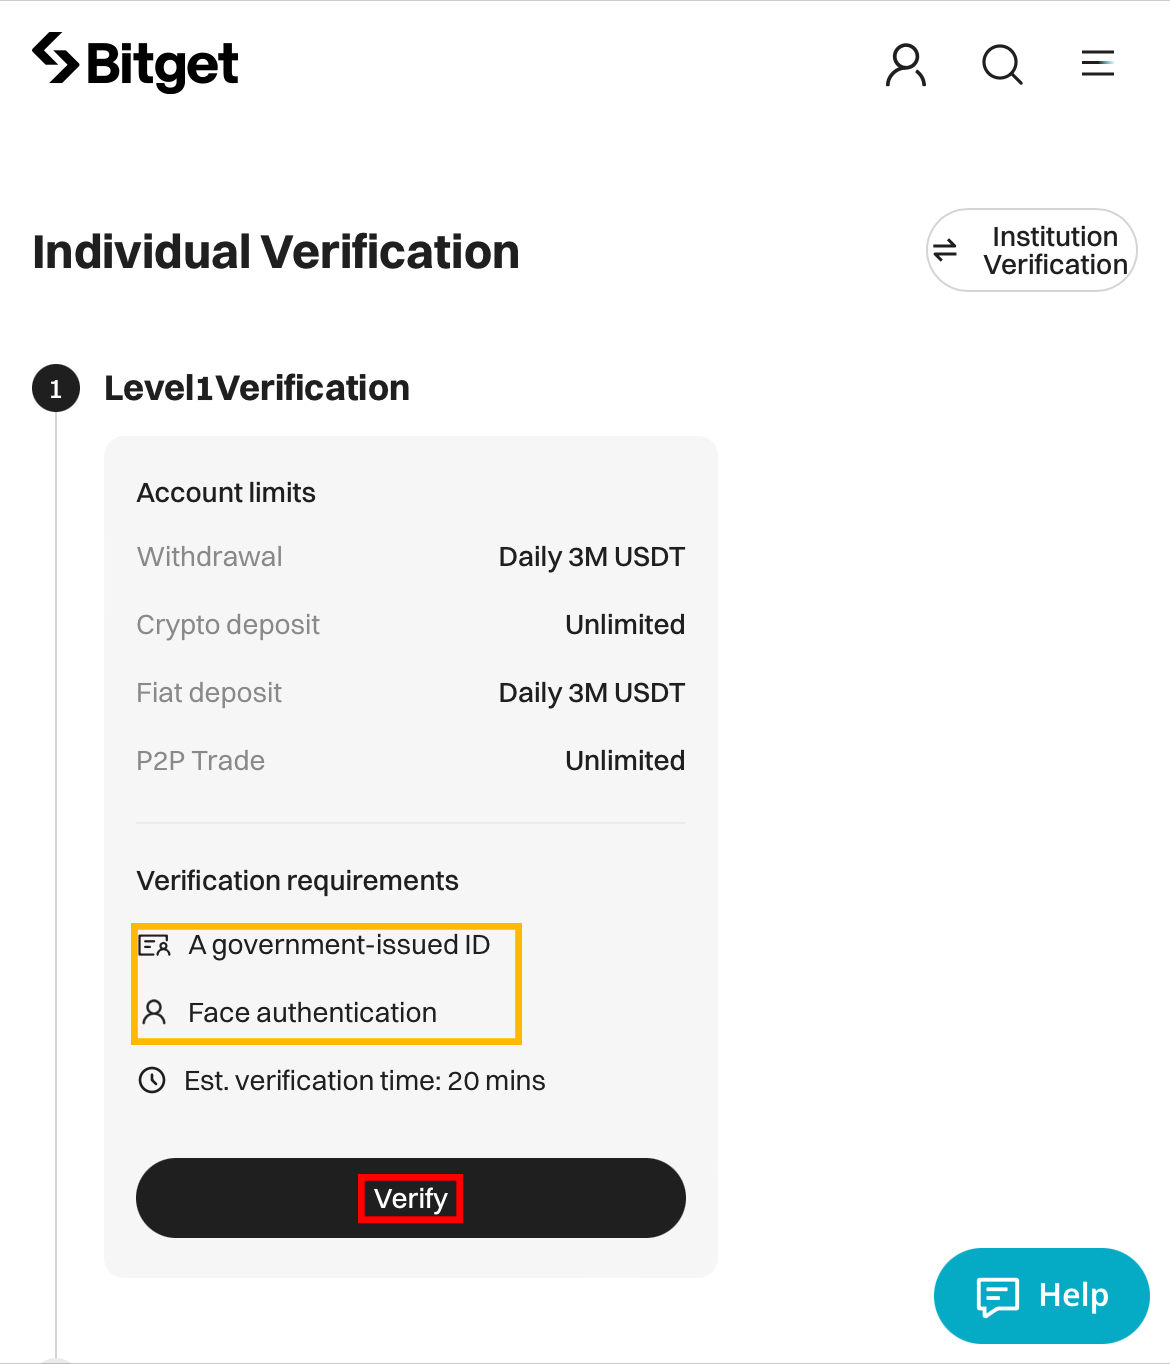 Bitget
Individual Verification
Institution
Verification
1
Level1Verification
Account limits
Withdrawal Daily 3M USDT
Crypto deposit Unlimited
Fiat deposit Daily 3M USDT
P2P Trade Unlimited
Verification requirements
A government-issued ID
Face authentication
Est. verification time: 20 mins
Verify
Help